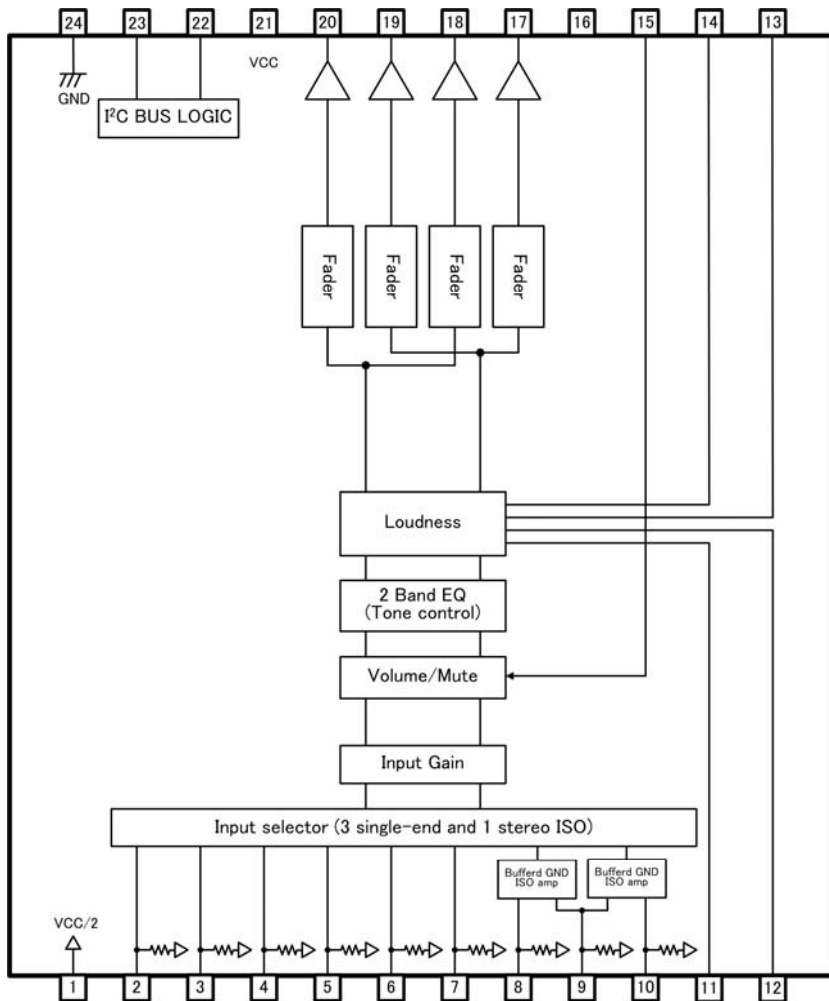 24 23 22 21 20 19 18 17 16 15 14 13
VCC
GND
I²C BUS LOGIC
Fader Fader Fader Fader
Loudness
2 Band EQ
(Tone control)
Volume/Mute
Input Gain
Input selector (3 single-end and 1 stereo ISO)
Bufferd GND
ISO amp
Bufferd GND
ISO amp
VCC/2
1 2 3 4 5 6 7 8 9 10 11 12